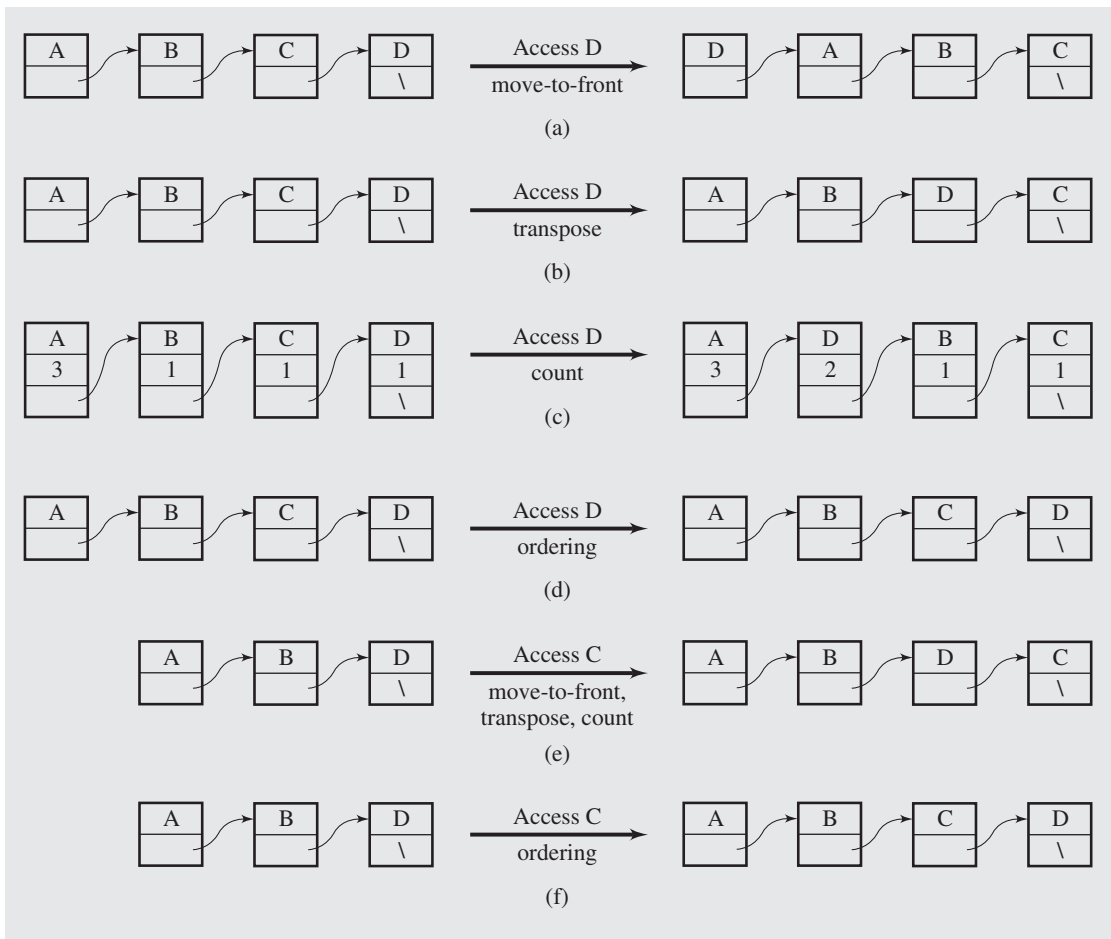 A B C D Access D D A B C
\ move-to-front \
(a)
A B C D Access D A B D C
\ transpose \
(b)
A B C D Access D A D B C
3 1 1 1 count 3 2 1 1
\ \
(c)
A B C D Access D A B C D
\ ordering \
(d)
A B D Access C A B D C
\ move-to-front, \
transpose, count
(e)
A B D Access C A B C D
\ ordering \
(f)